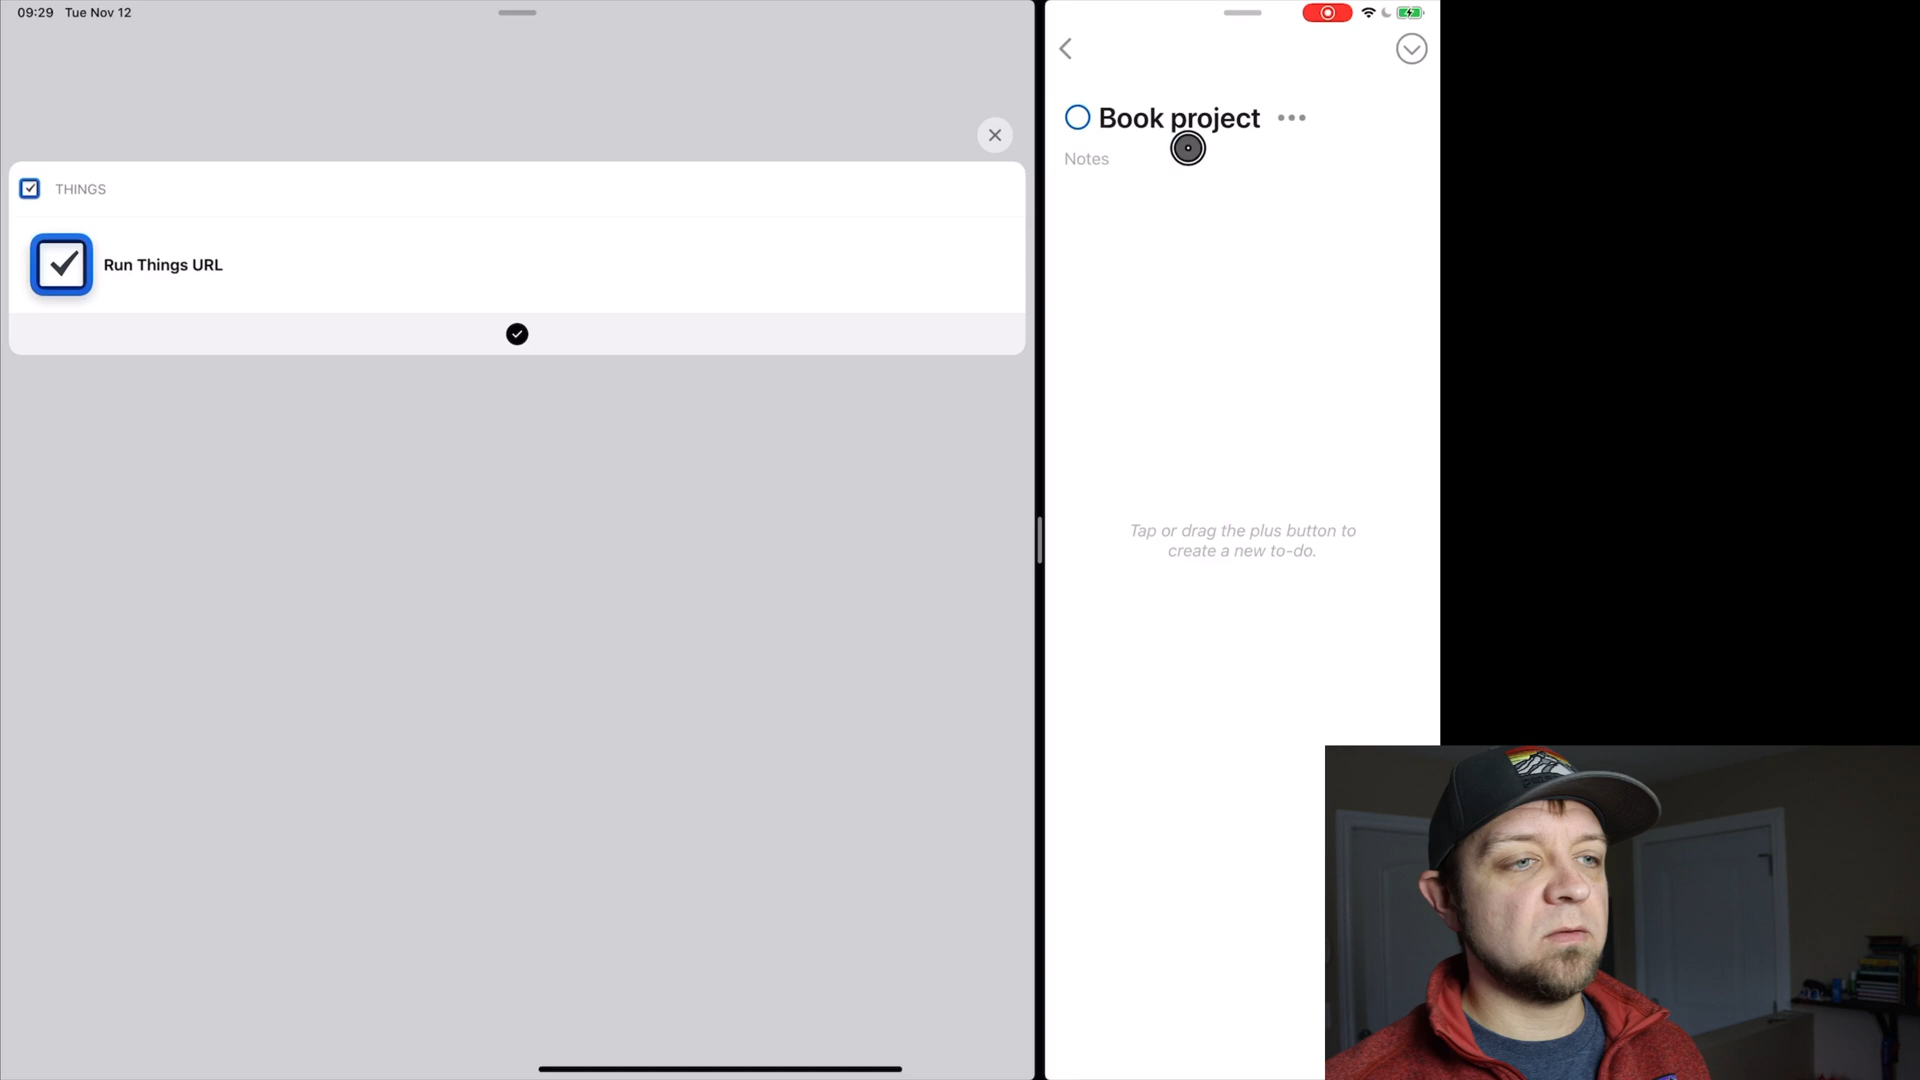 09:29 Tue Nov 12
THINGS
Run Things URL
Book project
Notes
Tap or drag the plus button to
create a new to-do.